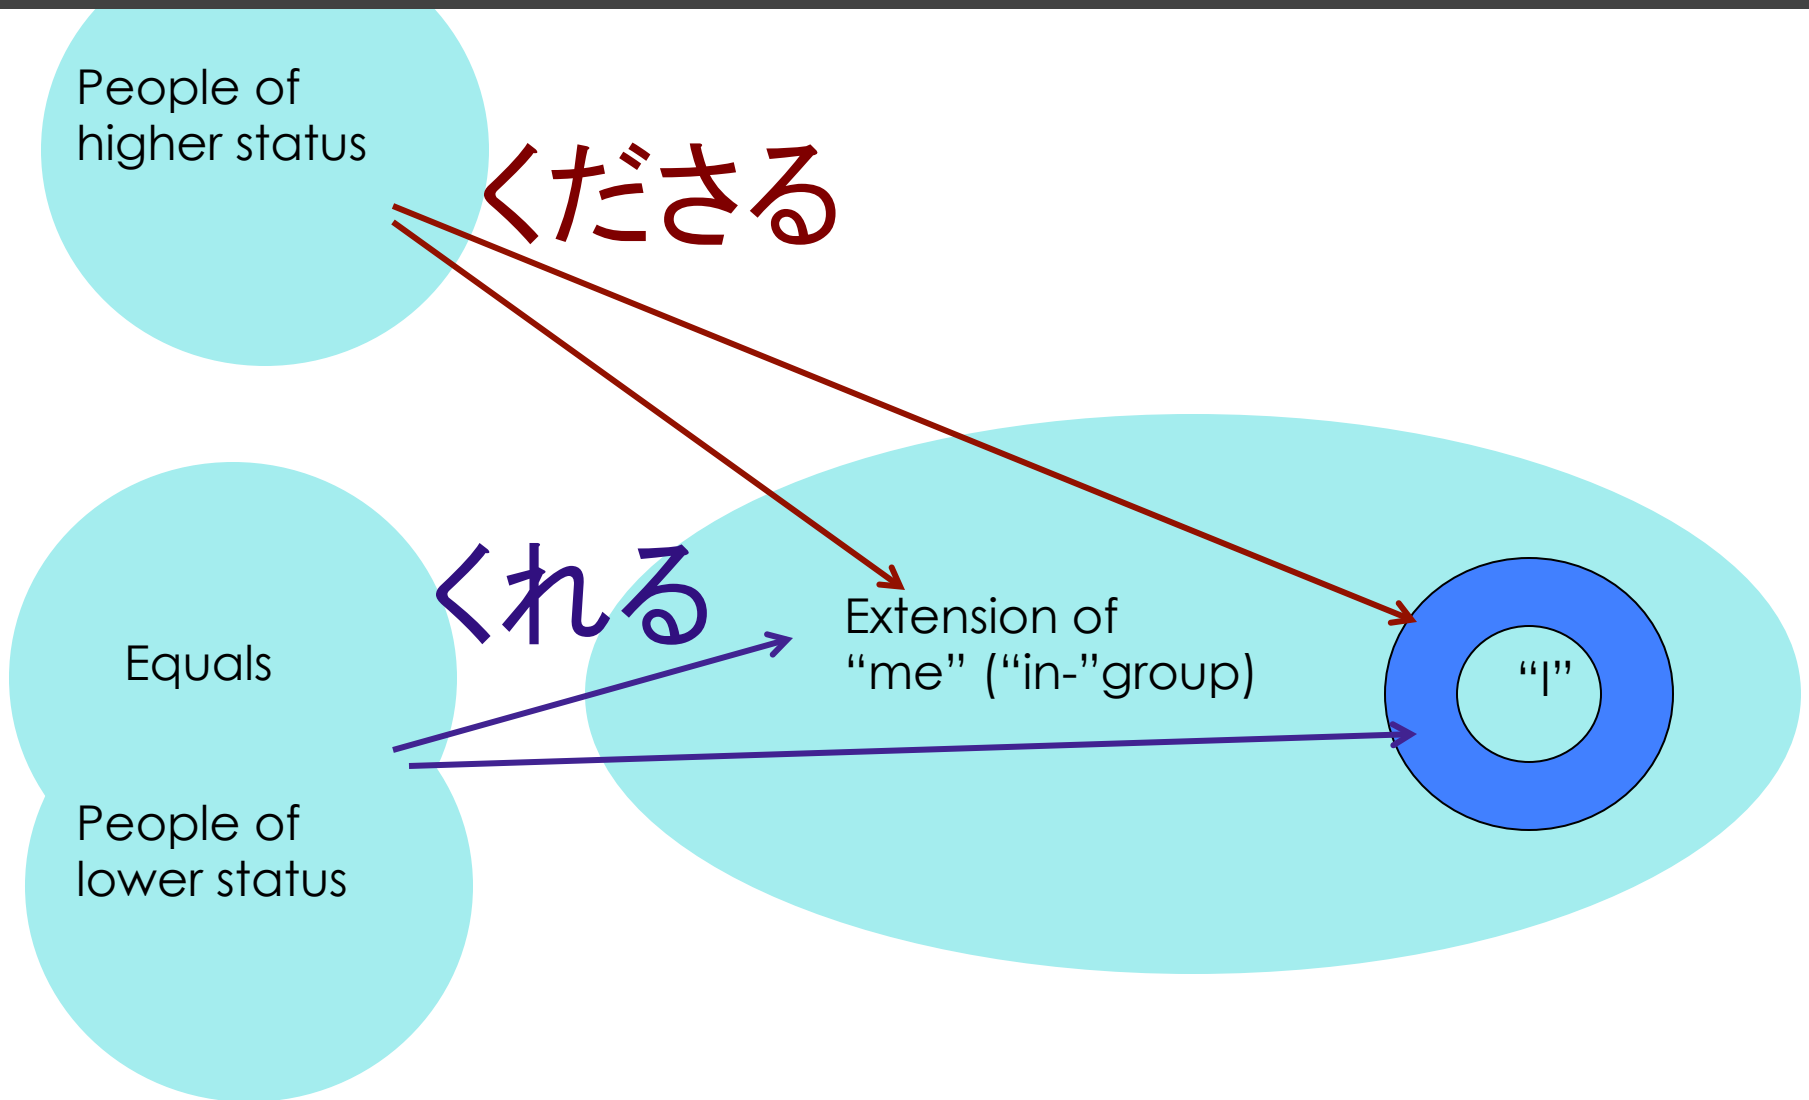 People of
higher status
くださる
くれる
Equals
Extension of
“me” (“in-”group)
“I”
People of
lower status